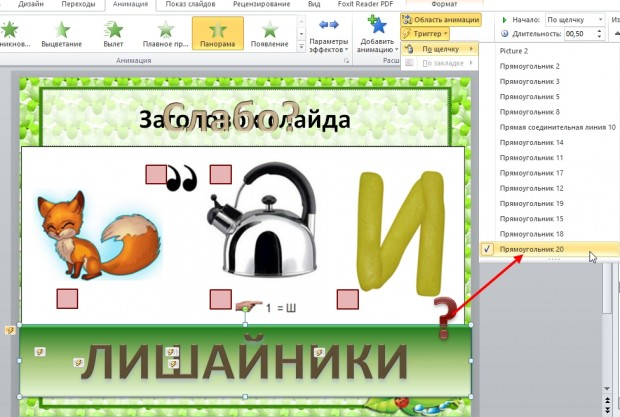 Дизайн Переходы Анимация Показ слайдов Рецензирование Вид Foxit Reader PDF Формат
Выцветание Вылет Плавное пр... Панорама Появление
Параметры эффектов
Добавить анимацию
Область анимации
Триггер
По щелчку
По закладке
Начало: По щелчку
Длительность: 00,50
Анимация
Расш
Picture 2
Прямоугольник 2
Прямоугольник 3
Прямоугольник 5
Прямоугольник 8
Прямая соединительная линия 10
Прямоугольник 14
Прямоугольник 11
Прямоугольник 17
Прямоугольник 12
Прямоугольник 19
Прямоугольник 15
Прямоугольник 18
Прямоугольник 20
Слабо?
Заголовок слайда
„
И
1 = Ш
?
ЛИШАЙНИКИ